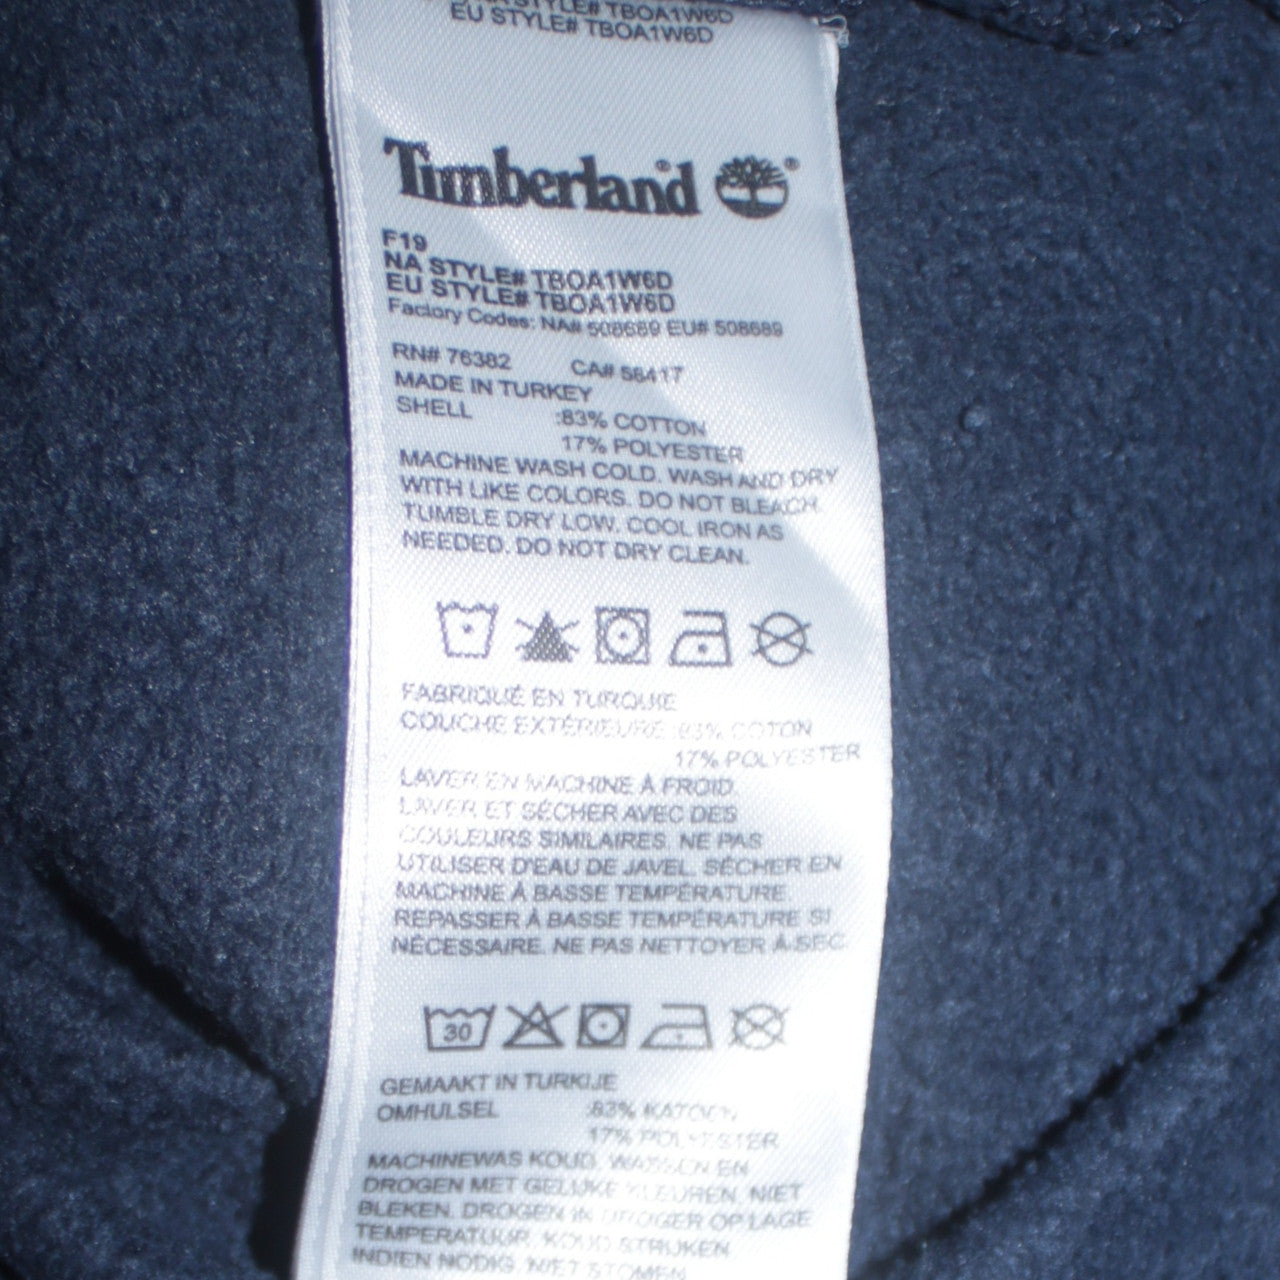 NA STYLE# TBOA1W6D
EU STYLE# TBOA1W6D
Timberland
F19
NA STYLE# TBOA1W6D
EU STYLE# TBOA1W6D
Factory Codes: NA# 508689 EU# 508689
RN# 76382 CA# 56417
MADE IN TURKEY
SHELL :83% COTTON
17% POLYESTER
MACHINE WASH COLD. WASH AND DRY
WITH LIKE COLORS. DO NOT BLEACH.
TUMBLE DRY LOW. COOL IRON AS
NEEDED. DO NOT DRY CLEAN.
FABRIQUÉ EN TURQUIE
COUCHE EXTÉRIEURE :83% COTON
17% POLYESTER
LAVER EN MACHINE À FROID.
LAVER ET SÉCHER AVEC DES
COULEURS SIMILAIRES. NE PAS
UTILISER D'EAU DE JAVEL. SÉCHER EN
MACHINE À BASSE TEMPÉRATURE.
REPASSER À BASSE TEMPÉRATURE SI
NÉCESSAIRE. NE PAS NETTOYER À SEC.
30
GEMAAKT IN TURKIJE
OMHULSEL :83% KATOEN
17% POLYESTER
MACHINEWAS KOUD. WASSEN EN
DROGEN MET GELIJKE KLEUREN. NIET
BLEKEN. DROGEN IN DROGER OP LAGE
TEMPERATUUR. KOUD STRIJKEN
INDIEN NODIG. NIET STOMEN